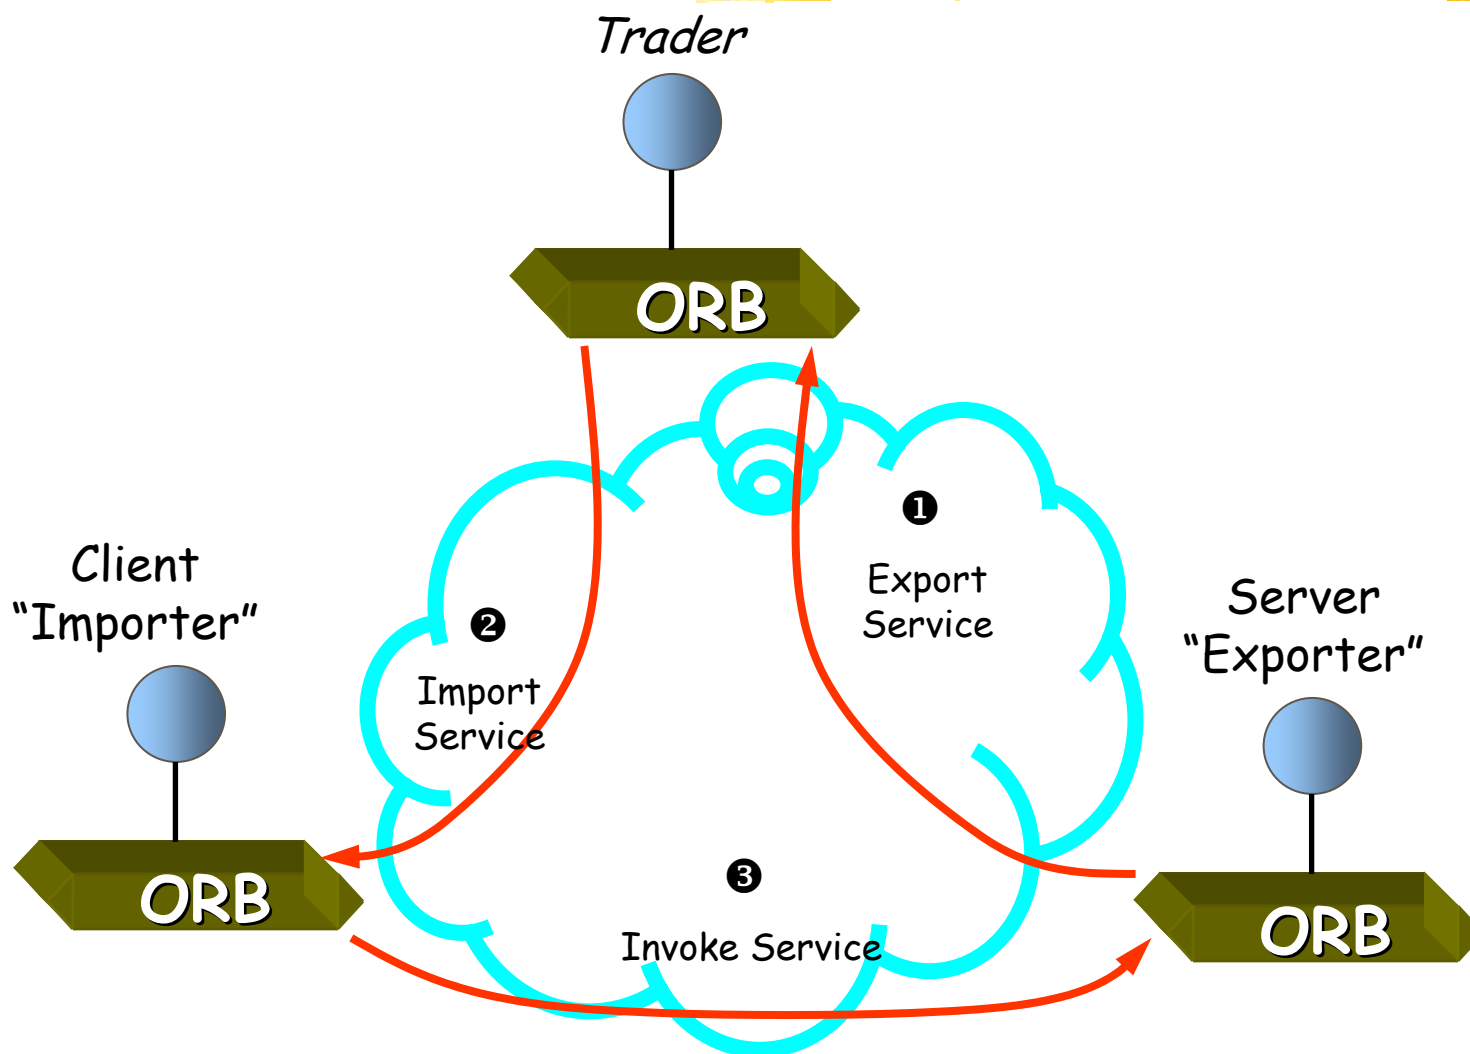 Trader
ORB
❶
Export
Service
Client
“Importer”
❷
Import
Service
Server
“Exporter”
ORB
❸
Invoke Service
ORB